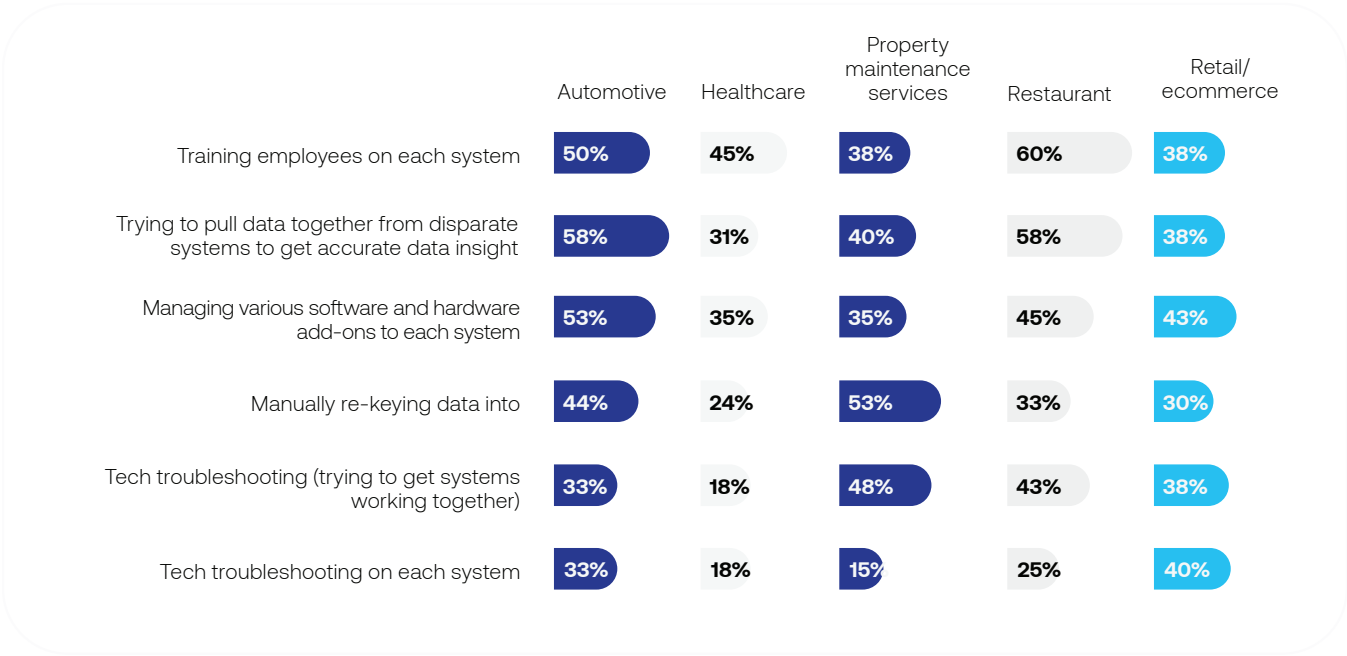 Property
maintenance
services
Retail/
ecommerce
Automotive Healthcare Restaurant
Training employees on each system 50% 45% 38% 60% 38%
Trying to pull data together from disparate
systems to get accurate data insight 58% 31% 40% 58% 38%
Managing various software and hardware
add-ons to each system 53% 35% 35% 45% 43%
Manually re-keying data into 44% 24% 53% 33% 30%
Tech troubleshooting (trying to get systems
working together) 33% 18% 48% 43% 38%
Tech troubleshooting on each system 33% 18% 15% 25% 40%